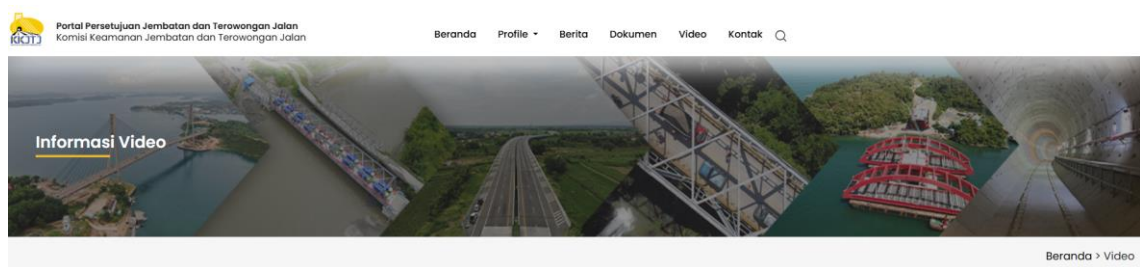 KKJTJ
Portal Persetujuan Jembatan dan Terowongan Jalan
Komisi Keamanan Jembatan dan Terowongan Jalan
Beranda Profile Berita Dokumen Video Kontak
Informasi Video
Beranda > Video